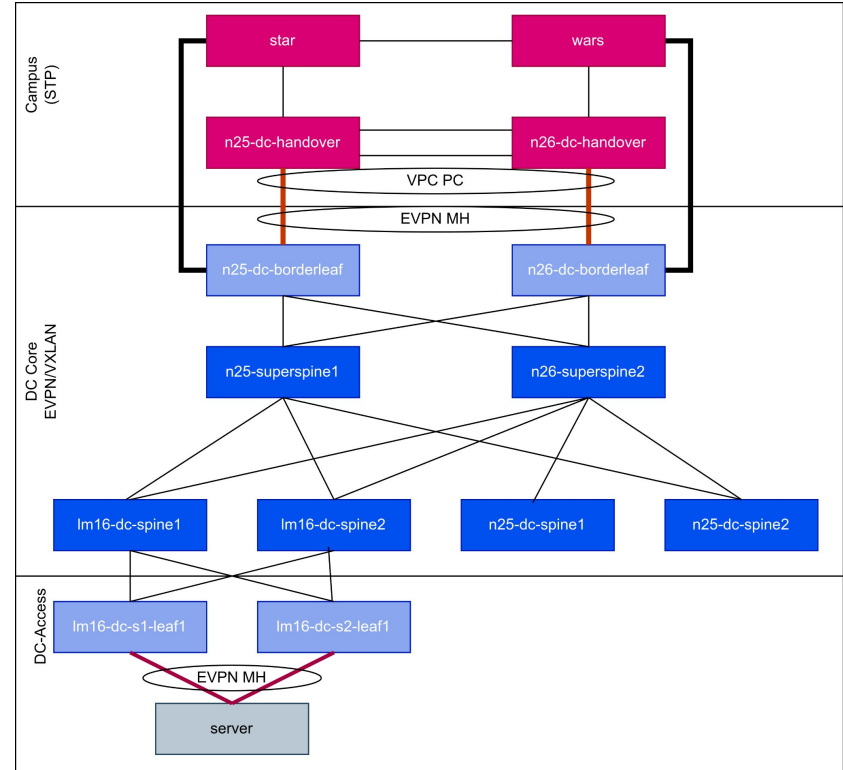 Campus
(STP)
star
wars
n25-dc-handover
n26-dc-handover
VPC PC
EVPN MH
DC Core
EVPN/VXLAN
n25-dc-borderleaf
n26-dc-borderleaf
n25-superspine1
n26-superspine2
lm16-dc-spine1
lm16-dc-spine2
n25-dc-spine1
n25-dc-spine2
DC-Access
lm16-dc-s1-leaf1
lm16-dc-s2-leaf1
EVPN MH
server